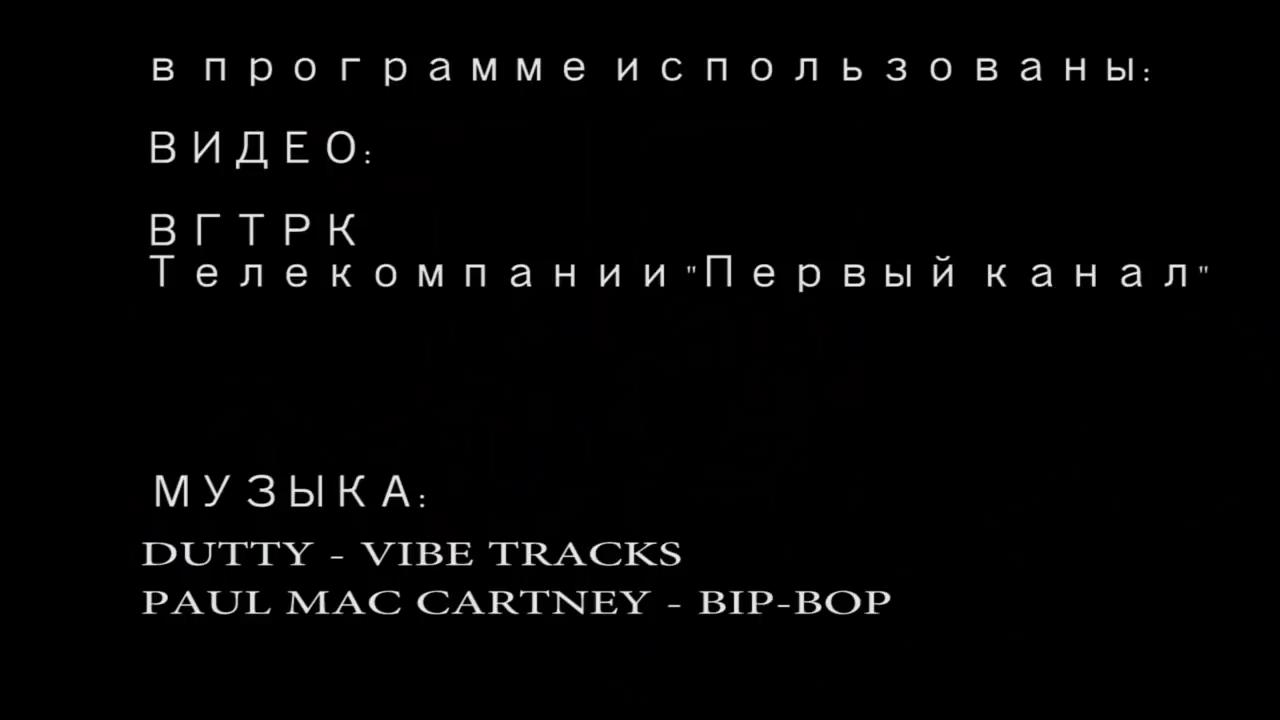 в программе использованы:
ВИДЕО:
ВГТРК
Телекомпании "Первый канал"
МУЗЫКА:
DUTTY - VIBE TRACKS
PAUL MAC CARTNEY - BIP-BOP